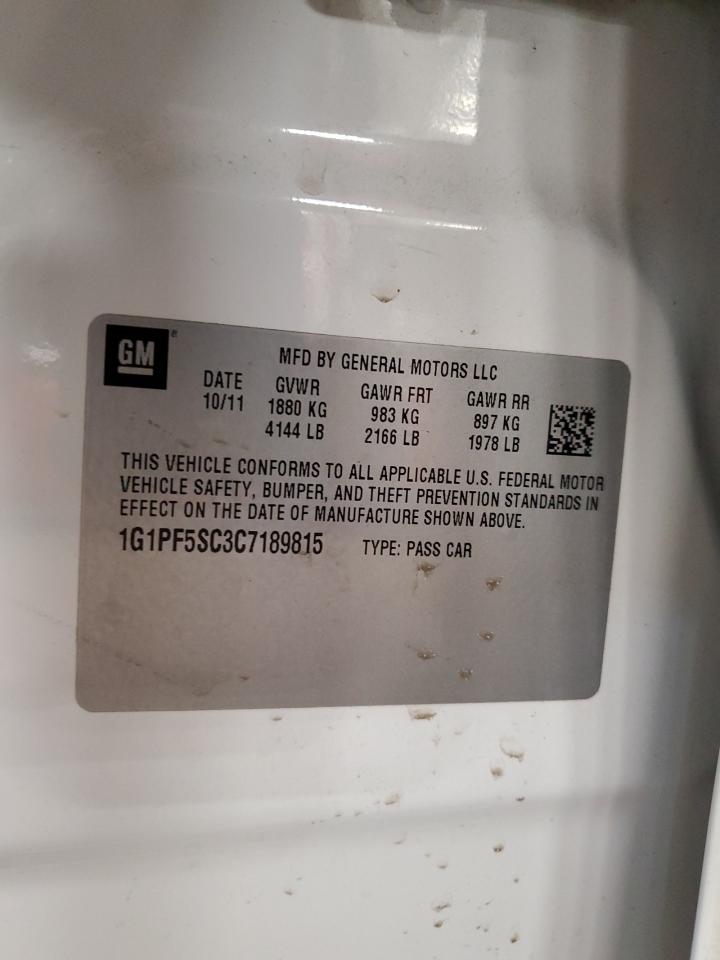 GM®
MFD BY GENERAL MOTORS LLC
DATE GVWR GAWR FRT GAWR RR
10/11 1880 KG 983 KG 897 KG
4144 LB 2166 LB 1978 LB
THIS VEHICLE CONFORMS TO ALL APPLICABLE U.S. FEDERAL MOTOR
VEHICLE SAFETY, BUMPER, AND THEFT PREVENTION STANDARDS IN
EFFECT ON THE DATE OF MANUFACTURE SHOWN ABOVE.
1G1PF5SC3C7189815 TYPE: PASS CAR